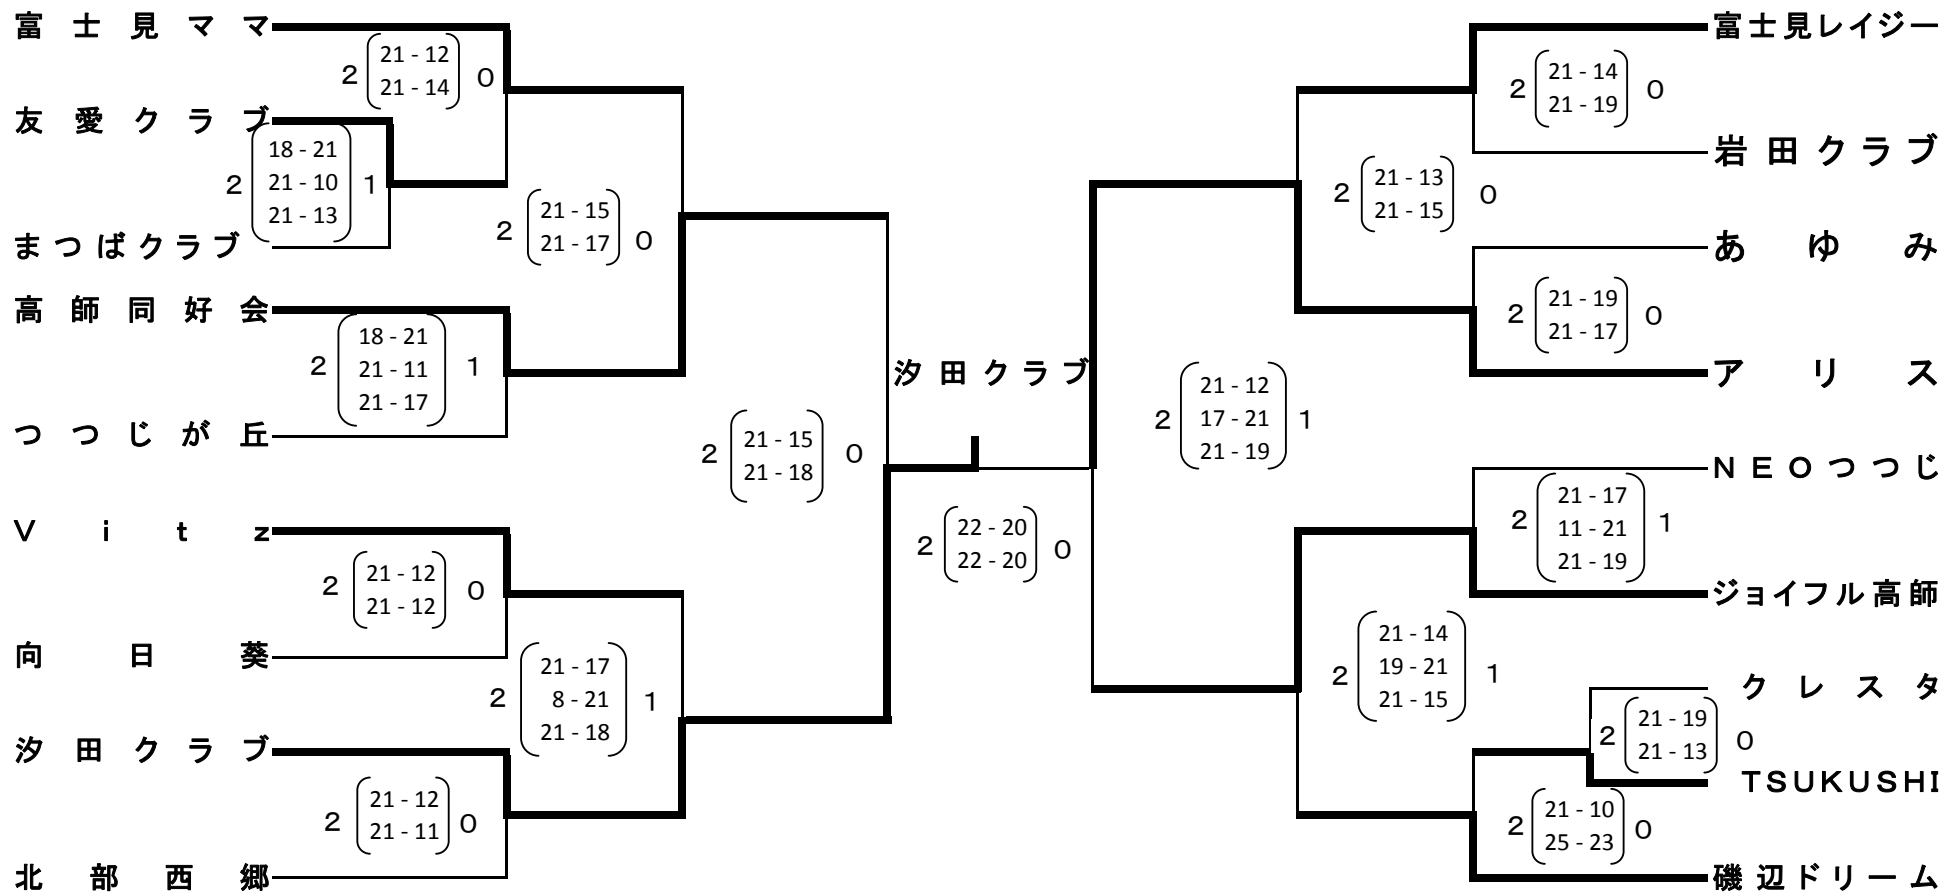 富士見ママ
2 21 - 12 0
21 - 14
友愛クラブ
18 - 21
2 21 - 10 1
21 - 13
まつばクラブ
2 21 - 15 0
21 - 17
高師同好会
18 - 21
2 21 - 11 1
21 - 17
つつじが丘
2 21 - 15 0
21 - 18
Vitz
2 21 - 12 0
21 - 12
向日葵
21 - 17
2 8 - 21 1
21 - 18
汐田クラブ
2 21 - 12 0
21 - 11
北部西郷
汐田クラブ
2 22 - 20 0
22 - 20
富士見レイジー
2 21 - 14 0
21 - 19
岩田クラブ
2 21 - 13 0
21 - 15
あゆみ
2 21 - 19 0
21 - 17
アリス
21 - 12
2 17 - 21 1
21 - 19
NEOつつじ
21 - 17
2 11 - 21 1
21 - 19
ジョイフル高師
21 - 14
2 19 - 21 1
21 - 15
クレスタ
2 21 - 19 0
21 - 13
TSUKUSHI
2 21 - 10 0
25 - 23
磯辺ドリーム